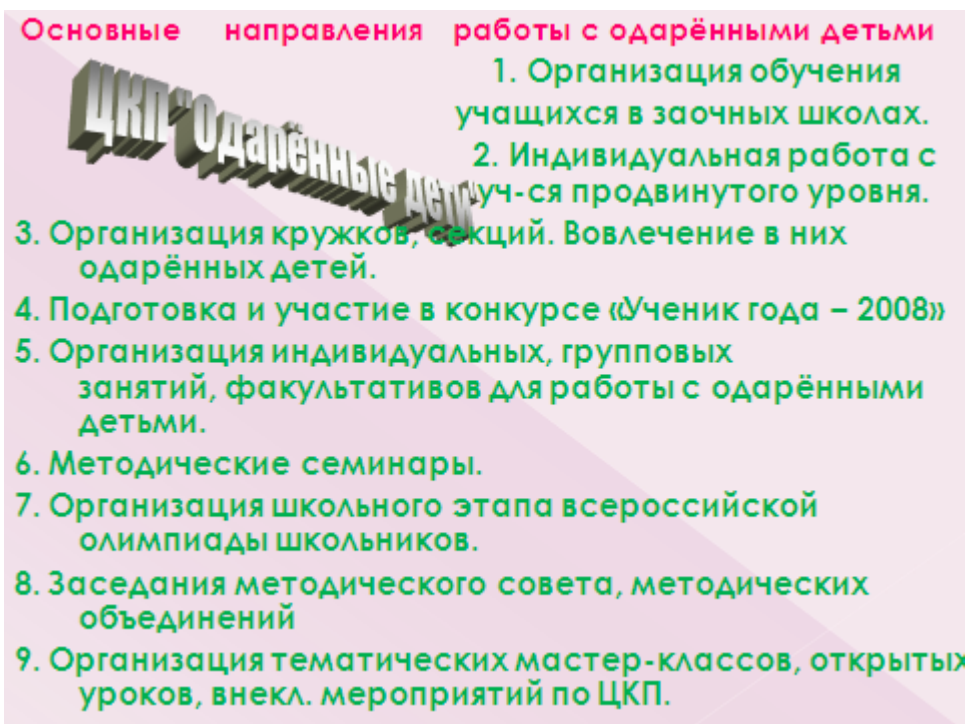 Основные направления работы с одарёнными детьми
ЦКП "Одарённые дети"
1. Организация обучения
учащихся в заочных школах.
2. Индивидуальная работа с
уч-ся продвинутого уровня.
3. Организация кружков, секций. Вовлечение в них
одарённых детей.
4. Подготовка и участие в конкурсе «Ученик года – 2008»
5. Организация индивидуальных, групповых
занятий, факультативов для работы с одарёнными
детьми.
6. Методические семинары.
7. Организация школьного этапа всероссийской
олимпиады школьников.
8. Заседания методического совета, методических
объединений
9. Организация тематических мастер-классов, открытых
уроков, внекл. мероприятий по ЦКП.